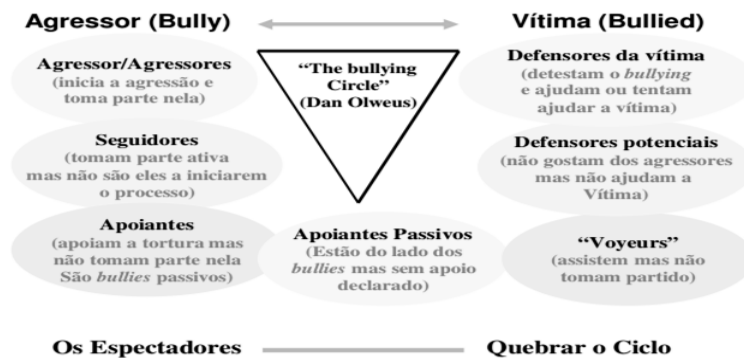 Agressor (Bully)
Vítima (Bullied)
Agressor/Agressores
(inicia a agressão e
toma parte nela)
Seguidores
(tomam parte ativa
mas não são eles a iniciarem
o processo)
Apoiantes
(apoiam a tortura mas
não tomam parte nela
São bullies passivos)
“The bullying
Circle”
(Dan Olweus)
Apoiantes Passivos
(Estão do lado dos
bullies mas sem apoio
declarado)
Defensores da vítima
(detestam o bullying
e ajudam ou tentam
ajudar a vítima)
Defensores potenciais
(não gostam dos agressores
mas não ajudam a
Vítima)
“Voyeurs”
(assistem mas não
tomam partido)
Os Espectadores
Quebrar o Ciclo